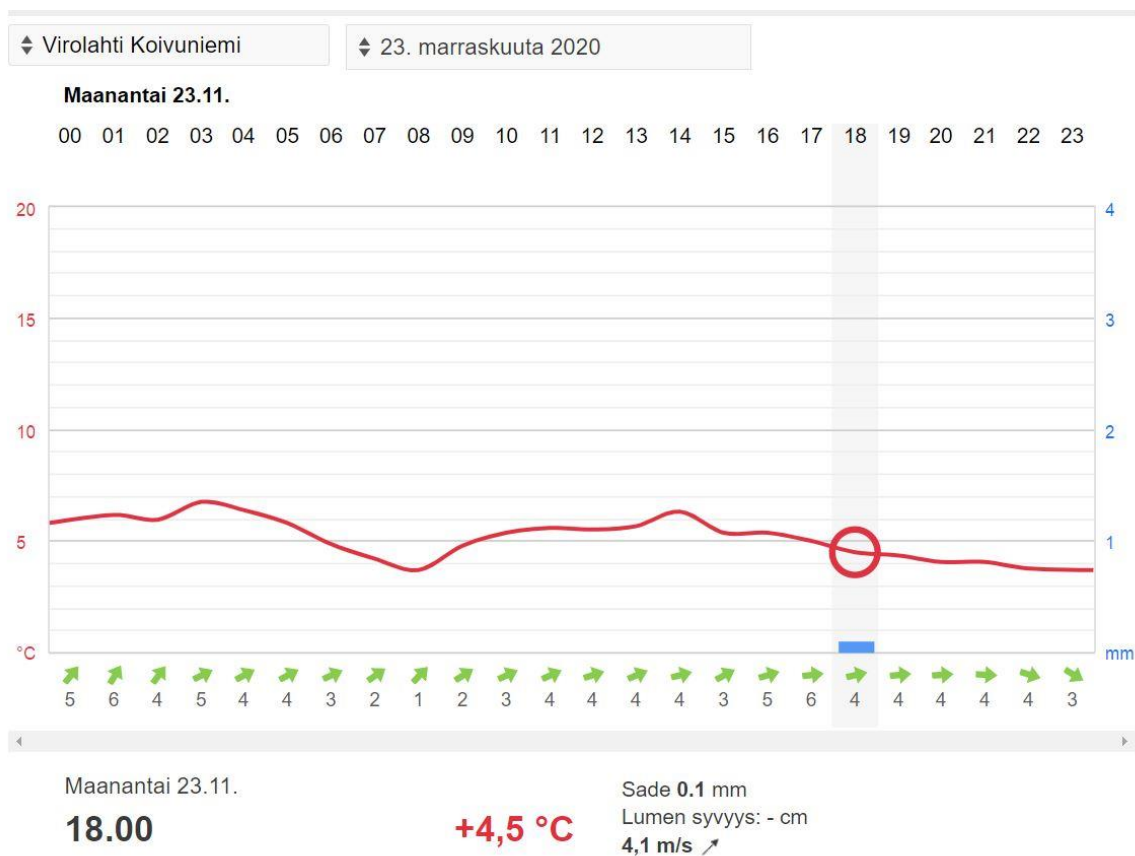 Virolahti Koivuniemi 23. marraskuuta 2020
Maanantai 23.11.
00 01 02 03 04 05 06 07 08 09 10 11 12 13 14 15 16 17 18 19 20 21 22 23
20 4
15 3
10 2
5 1
°C mm
5 6 4 5 4 4 3 2 1 2 3 4 4 4 4 3 5 6 4 4 4 4 4 3
Maanantai 23.11.
18.00
+4,5 °C
Sade 0.1 mm
Lumen syvyys: - cm
4,1 m/s